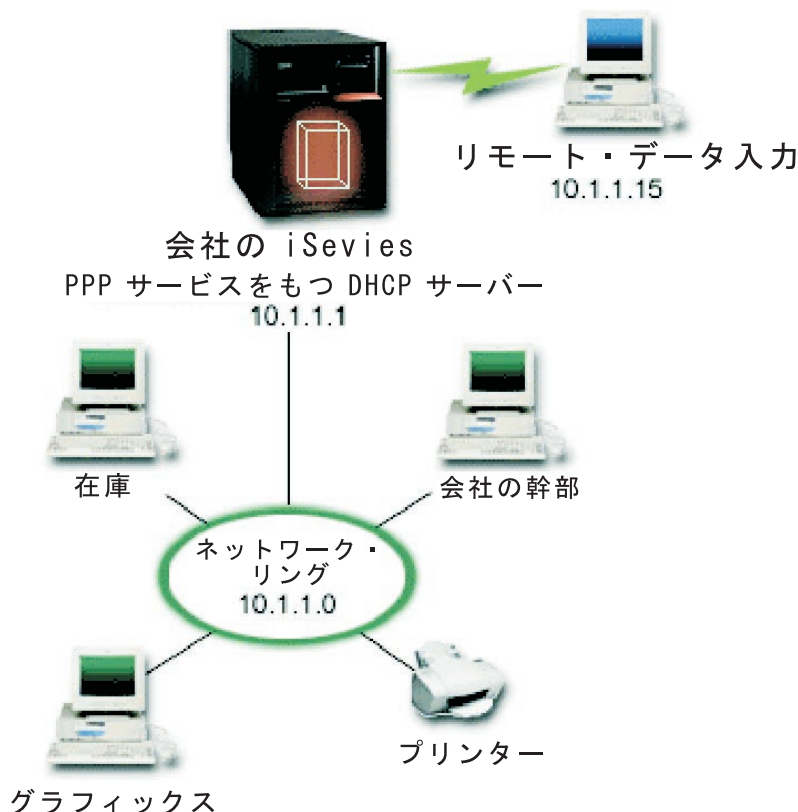 リモート・データ入力
10.1.1.15
会社の iSevies
PPP サービスをもつ DHCP サーバー
10.1.1.1
在庫
会社の幹部
ネットワーク・
リング
10.1.1.0
プリンター
グラフィックス